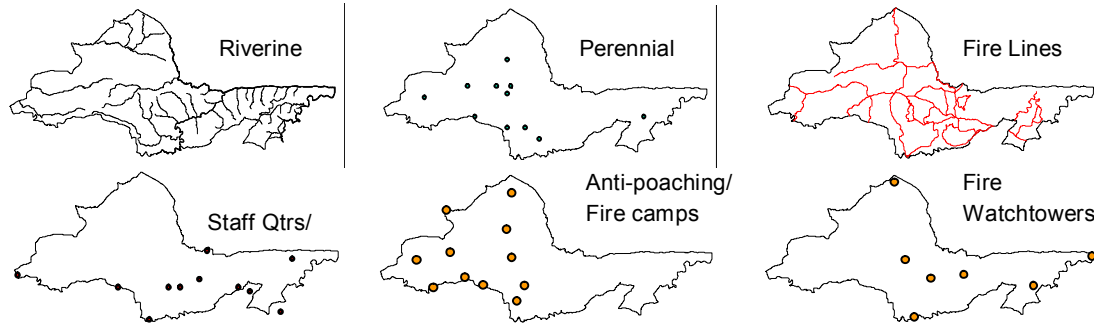 Riverine
Perennial
Fire Lines
Staff Qtrs/
Anti-poaching/
Fire camps
Fire
Watchtowers